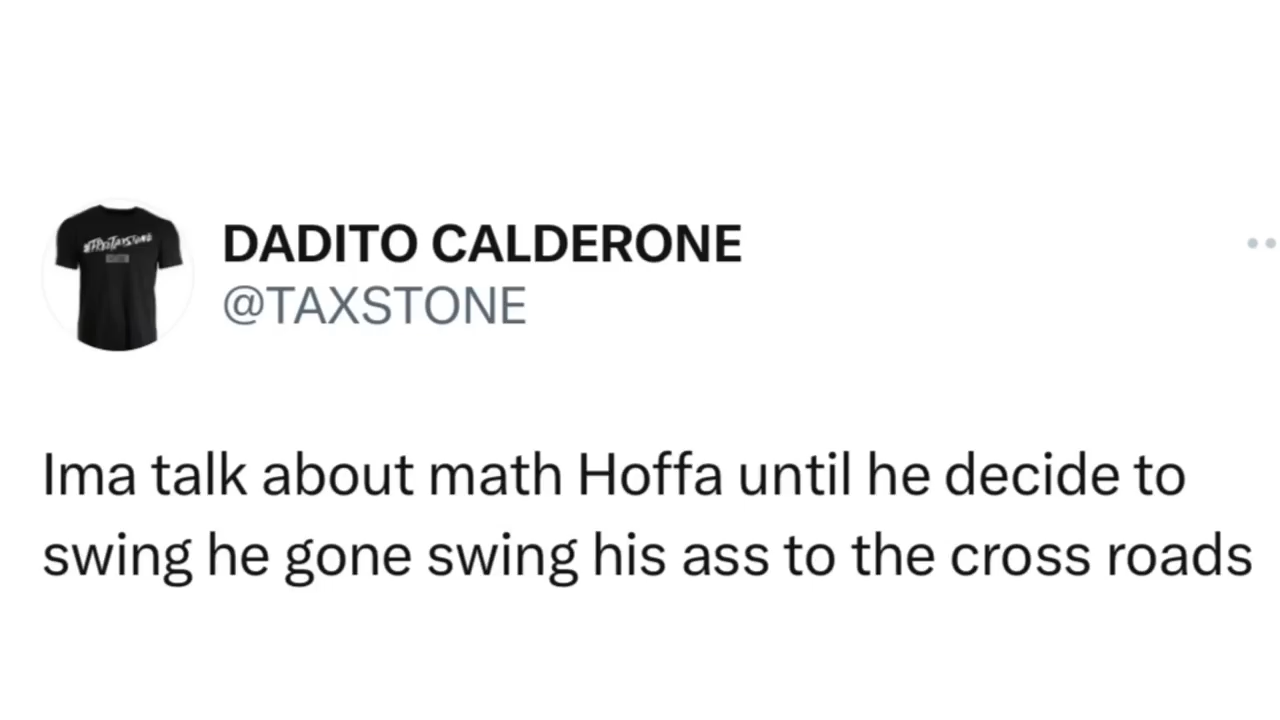 #FREETAXSTONE
DADITO CALDERONE
@TAXSTONE
Ima talk about math Hoffa until he decide to
swing he gone swing his ass to the cross roads